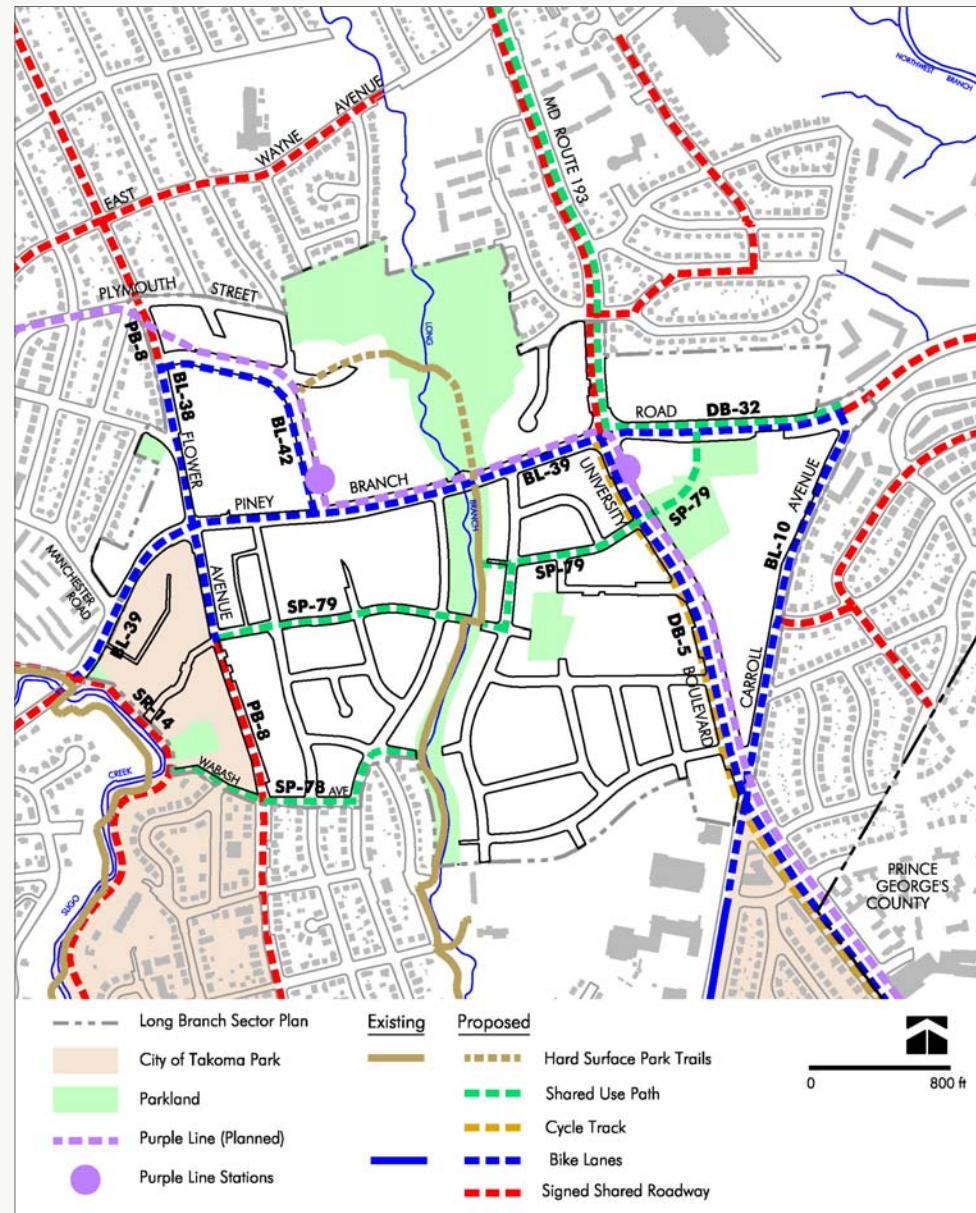 NORTHWEST
BRANCH
EAST
WAYNE
AVENUE
MD ROUTE 193
PLYMOUTH
STREET
LONG
PB-8
BL-38
FLOWER
BL-42
ROAD
DB-32
BL-39
UNIVERSITY
PINEY
BRANCH
BRANCH
SP-79
AVENUE
BL-10
MANCHESTER
ROAD
AVENUE
SP-79
SP-79
BL-39
DB-5
CARROLL
SR-14
PB-8
BOULEVARD
CREEK
WABASH
SP-78
AVE
PRINCE
GEORGE'S
COUNTY
SLIGO
Long Branch Sector Plan
City of Takoma Park
Parkland
Purple Line (Planned)
Purple Line Stations
Existing
Proposed
Hard Surface Park Trails
Shared Use Path
Cycle Track
Bike Lanes
Signed Shared Roadway
0
800 ft